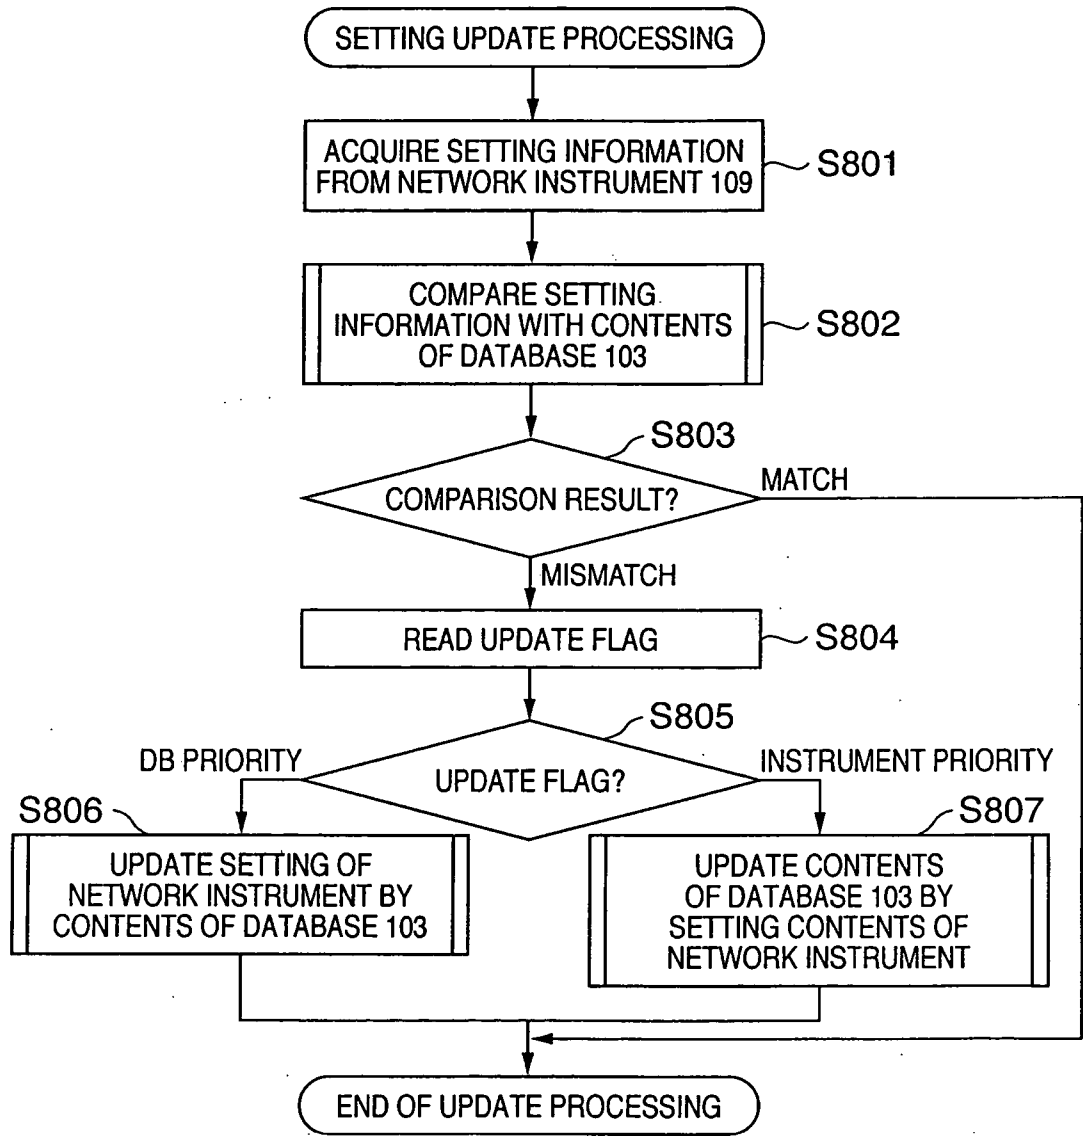 SETTING UPDATE PROCESSING
ACQUIRE SETTING INFORMATION
FROM NETWORK INSTRUMENT 109
S801
COMPARE SETTING
INFORMATION WITH CONTENTS
OF DATABASE 103
S802
S803
COMPARISON RESULT?
MATCH
MISMATCH
READ UPDATE FLAG
S804
S805
DB PRIORITY
UPDATE FLAG?
INSTRUMENT PRIORITY
S806
UPDATE SETTING OF
NETWORK INSTRUMENT BY
CONTENTS OF DATABASE 103
S807
UPDATE CONTENTS
OF DATABASE 103 BY
SETTING CONTENTS OF
NETWORK INSTRUMENT
END OF UPDATE PROCESSING